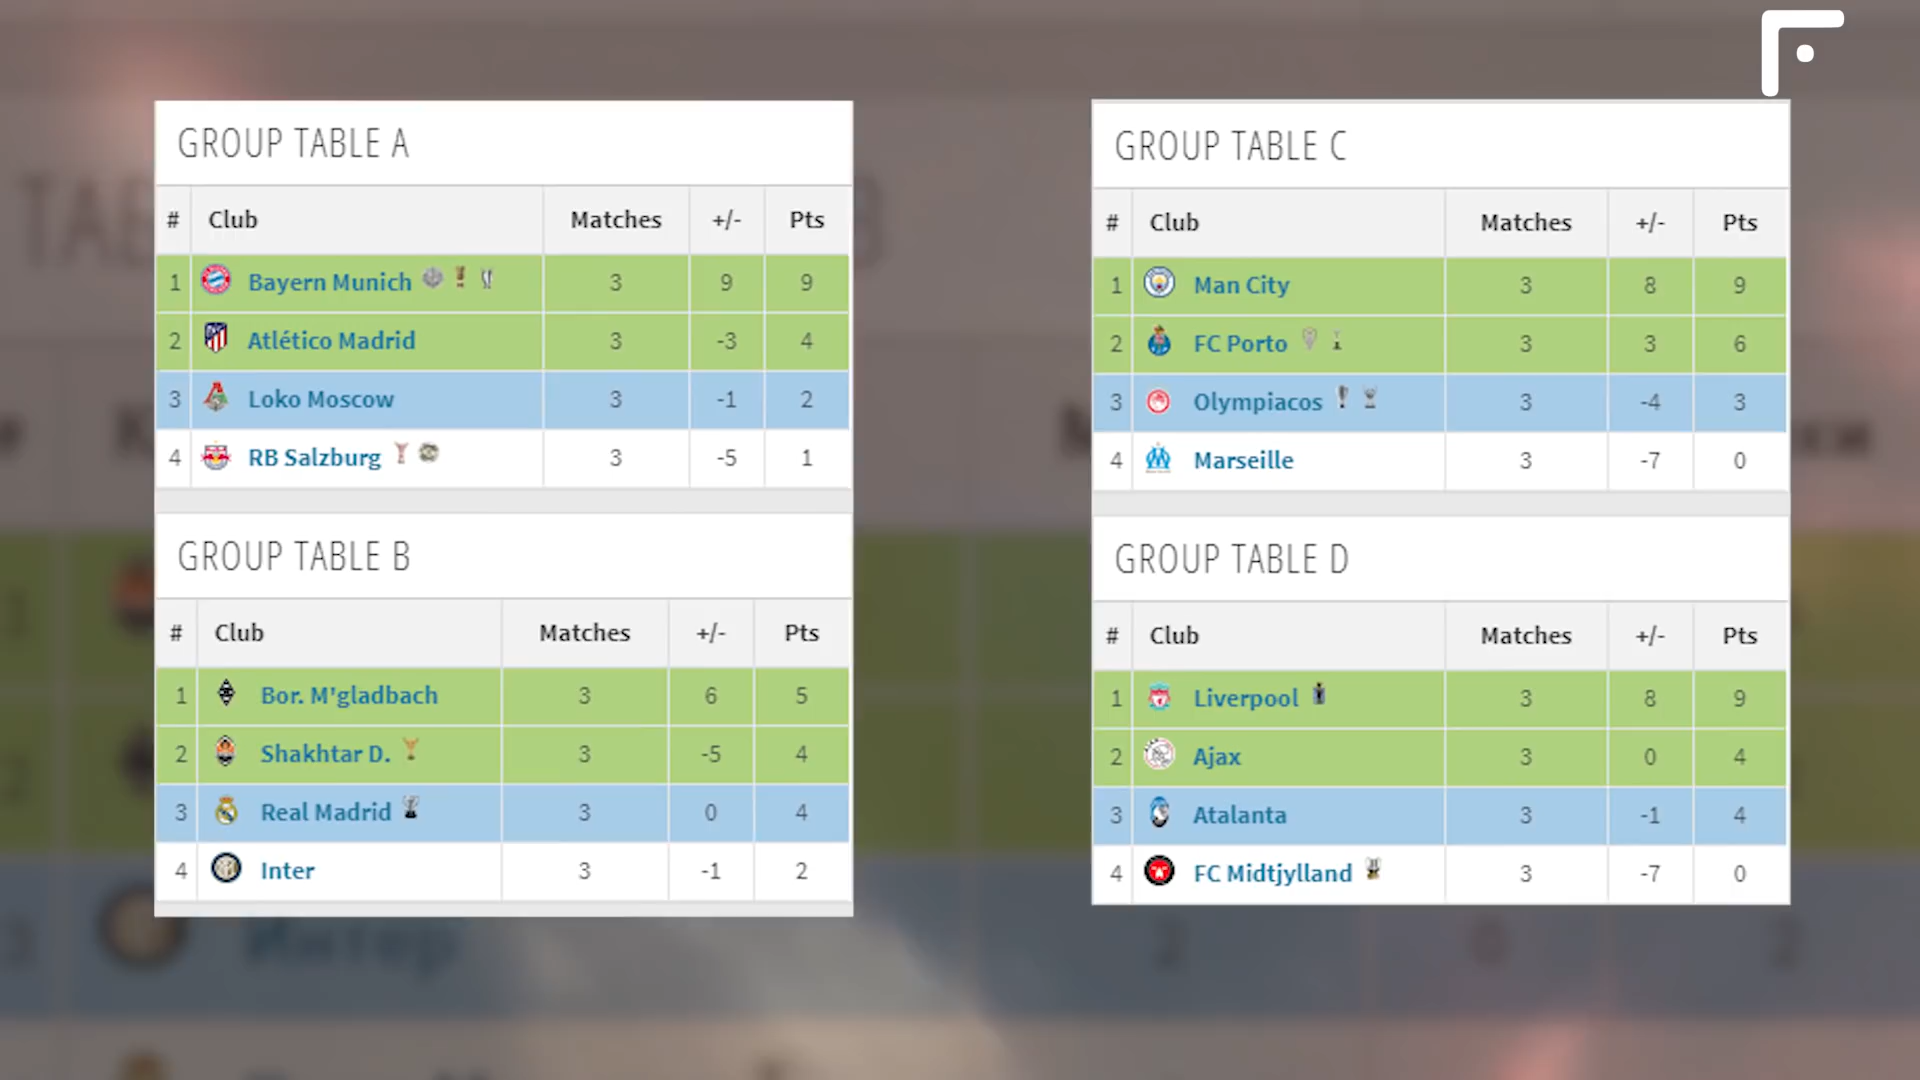 GROUP TABLE A
# Club Matches +/- Pts
1 Bayern Munich 3 9 9
2 Atlético Madrid 3 -3 4
3 Loko Moscow 3 -1 2
4 RB Salzburg 3 -5 1
GROUP TABLE B
# Club Matches +/- Pts
1 Bor. M'gladbach 3 6 5
2 Shakhtar D. 3 -5 4
3 Real Madrid 3 0 4
4 Inter 3 -1 2
GROUP TABLE C
# Club Matches +/- Pts
1 Man City 3 8 9
2 FC Porto 3 3 6
3 Olympiacos 3 -4 3
4 Marseille 3 -7 0
GROUP TABLE D
# Club Matches +/- Pts
1 Liverpool 3 8 9
2 Ajax 3 0 4
3 Atalanta 3 -1 4
4 FC Midtjylland 3 -7 0
Интер 2 0 2